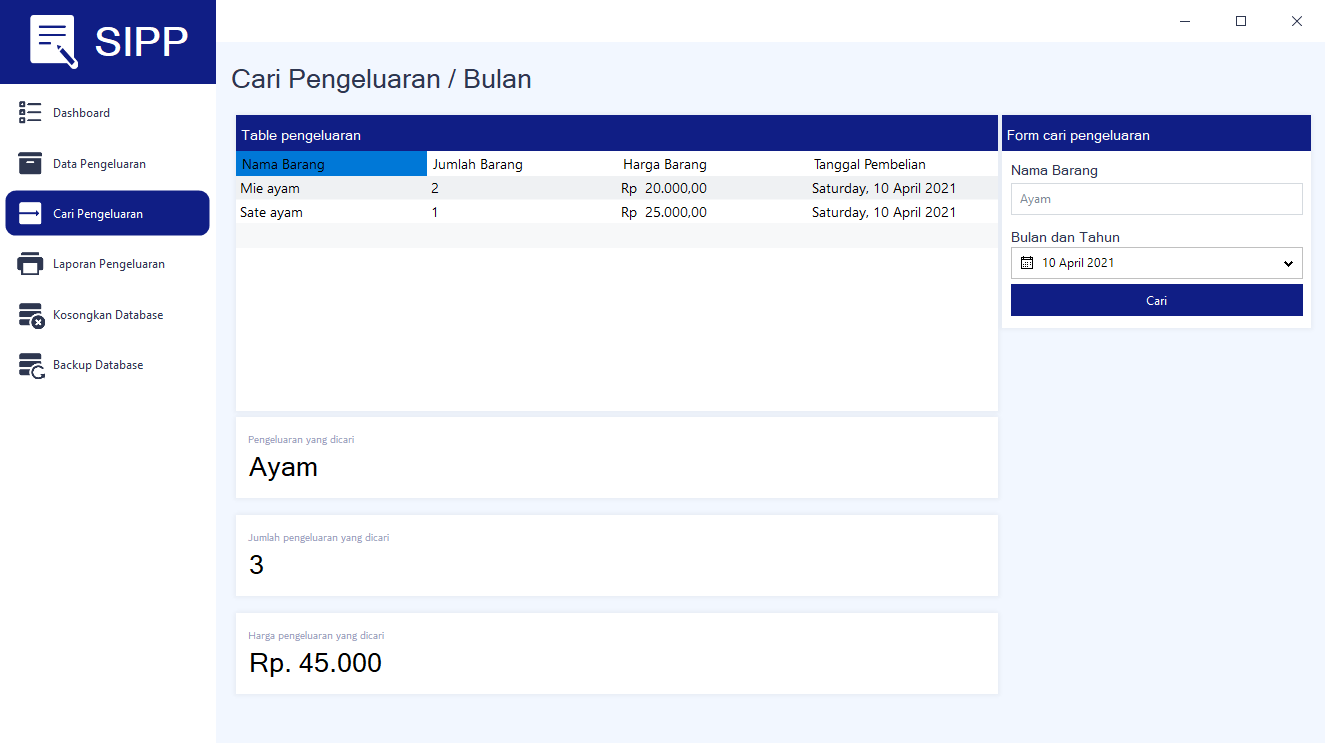 SIPP
Dashboard
Data Pengeluaran
Cari Pengeluaran
Laporan Pengeluaran
Kosongkan Database
Backup Database
Cari Pengeluaran / Bulan
Table pengeluaran
Nama Barang Jumlah Barang Harga Barang Tanggal Pembelian
Mie ayam 2 Rp 20.000,00 Saturday, 10 April 2021
Sate ayam 1 Rp 25.000,00 Saturday, 10 April 2021
Pengeluaran yang dicari
Ayam
Jumlah pengeluaran yang dicari
3
Harga pengeluaran yang dicari
Rp. 45.000
Form cari pengeluaran
Nama Barang
Ayam
Bulan dan Tahun
10 April 2021
Cari